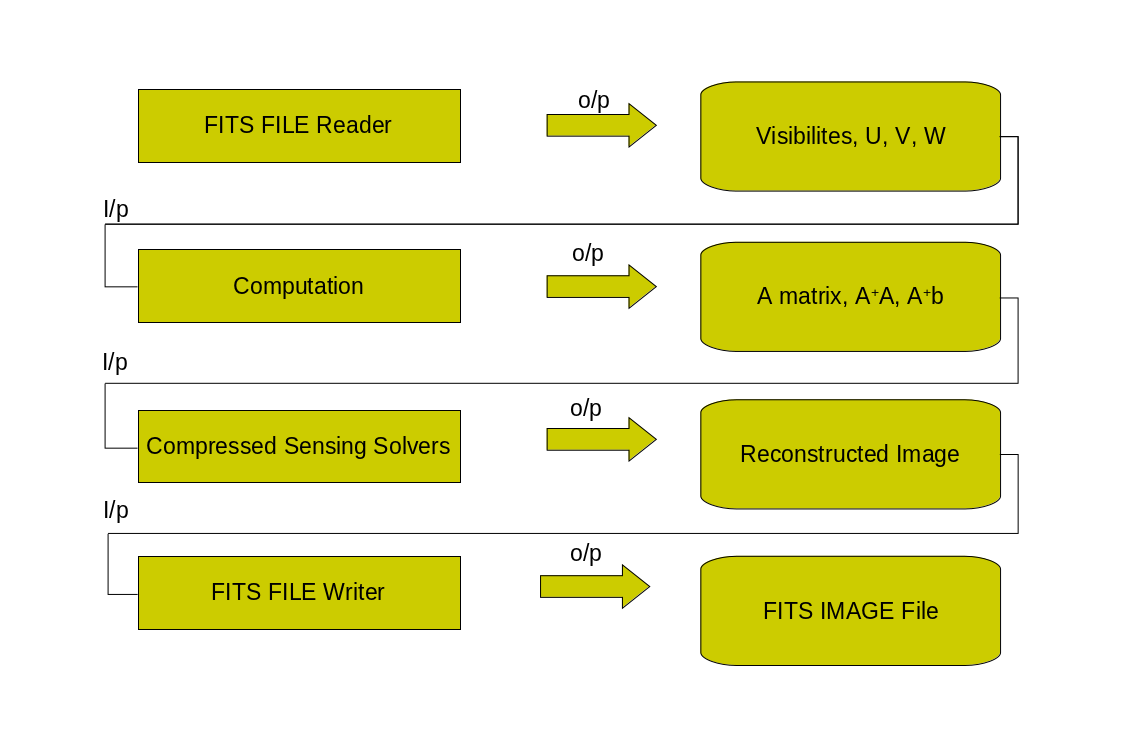 FITS FILE Reader
o/p
Visibilites, U, V, W
I/p
Computation
o/p
A matrix, A⁺A, A⁺b
I/p
Compressed Sensing Solvers
o/p
Reconstructed Image
I/p
FITS FILE Writer
o/p
FITS IMAGE File